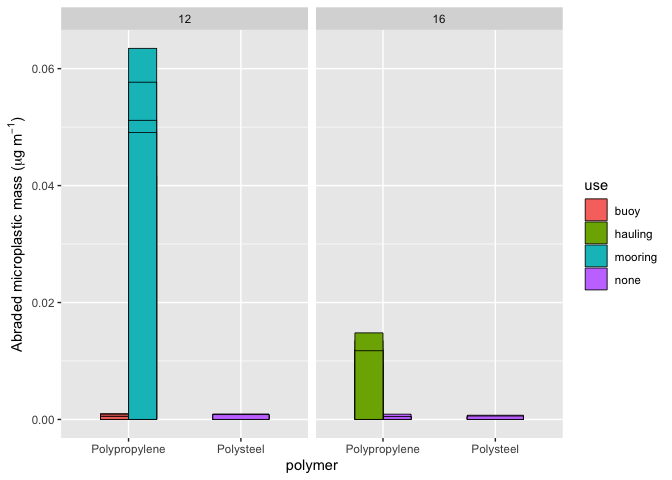 12
16
0.06
0.04
0.02
0.00
Abraded microplastic mass (μg m⁻¹)
Polypropylene Polysteel Polypropylene Polysteel
polymer
use
buoy
hauling
mooring
none